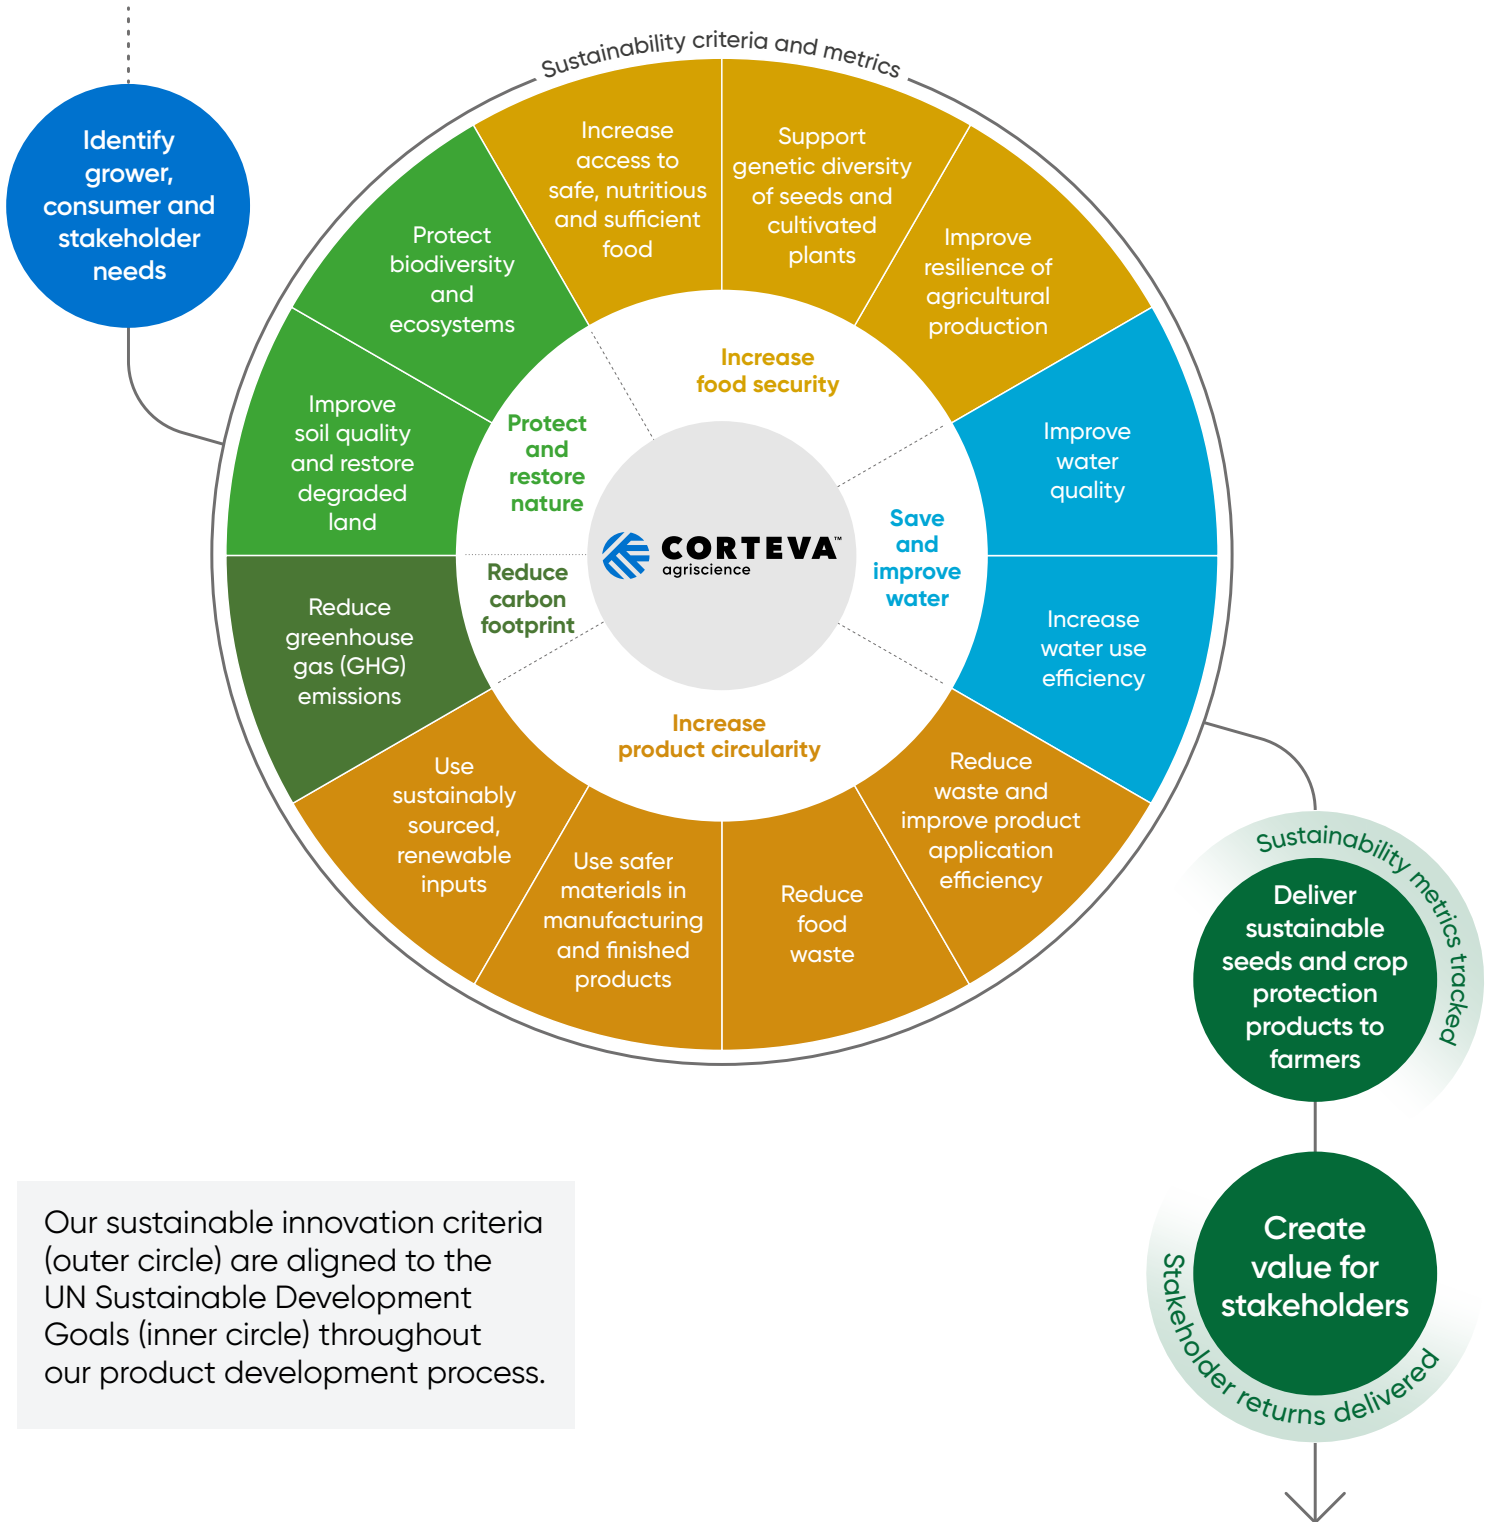 Sustainability criteria and metrics
Identify
grower,
consumer and
stakeholder
needs
Increase
access to
safe, nutritious
and sufficient
food
Support
genetic diversity
of seeds and
cultivated
plants
Improve
resilience of
agricultural
production
Improve
water
quality
Increase
water use
efficiency
Reduce
waste and
improve product
application
efficiency
Reduce
food
waste
Use safer
materials in
manufacturing
and finished
products
Use
sustainably
sourced,
renewable
inputs
Reduce
greenhouse
gas (GHG)
emissions
Improve
soil quality
and restore
degraded
land
Protect
biodiversity
and
ecosystems
Increase
food security
Save
and
improve
water
Increase
product circularity
Reduce
carbon
footprint
Protect
and
restore
nature
CORTEVA™
agriscience
Sustainability metrics tracked
Deliver
sustainable
seeds and crop
protection
products to
farmers
Create
value for
stakeholders
Stakeholder returns delivered
Our sustainable innovation criteria
(outer circle) are aligned to the
UN Sustainable Development
Goals (inner circle) throughout
our product development process.